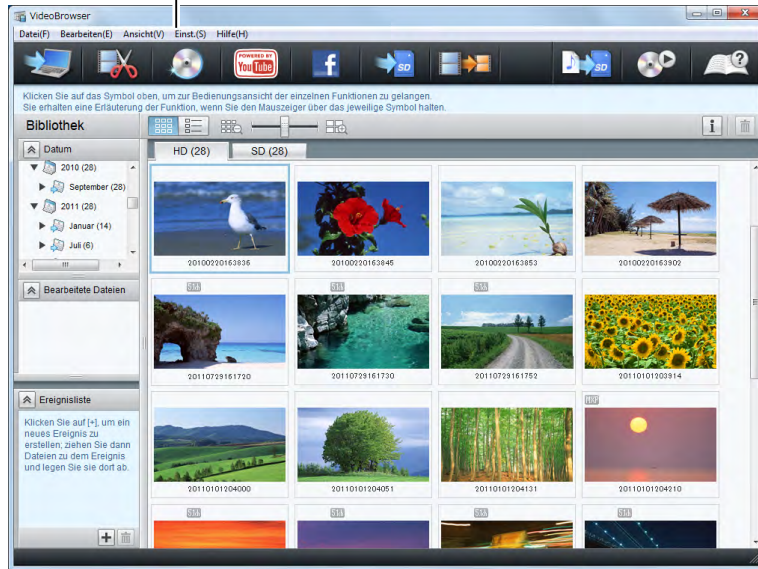 VideoBrowser
Datei(F) Bearbeiten(E) Ansicht(V) Einst.(S) Hilfe(H)
POWERED BY
YouTube
f
SD
SD
Klicken Sie auf das Symbol oben, um zur Bedienungsansicht der einzelnen Funktionen zu gelangen.
Sie erhalten eine Erläuterung der Funktion, wenn Sie den Mauszeiger über das jeweilige Symbol halten.
Bibliothek
Datum
2010 (28)
September (28)
2011 (28)
Januar (14)
Juli (6)
Bearbeitete Dateien
Ereignisliste
Klicken Sie auf [+], um ein
neues Ereignis zu
erstellen; ziehen Sie dann
Dateien zu dem Ereignis
und legen Sie sie dort ab.
HD (28) SD (28)
20100220163836 20100220163845 20100220163853 20100220163902
20110729161720 20110729161730 20110729161752 20110101203914
20110101204000 20110101204051 20110101204131 20110101204210